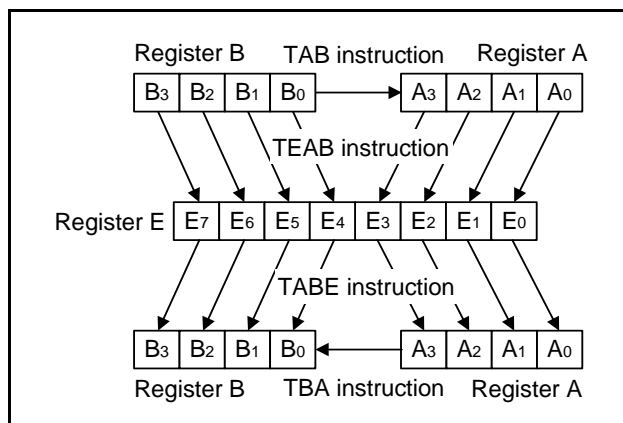 Register B TAB instruction Register A
B3 B2 B1 B0 A3 A2 A1 A0
TEAB instruction
Register E E7 E6 E5 E4 E3 E2 E1 E0
TABE instruction
B3 B2 B1 B0 A3 A2 A1 A0
Register B TBA instruction Register A